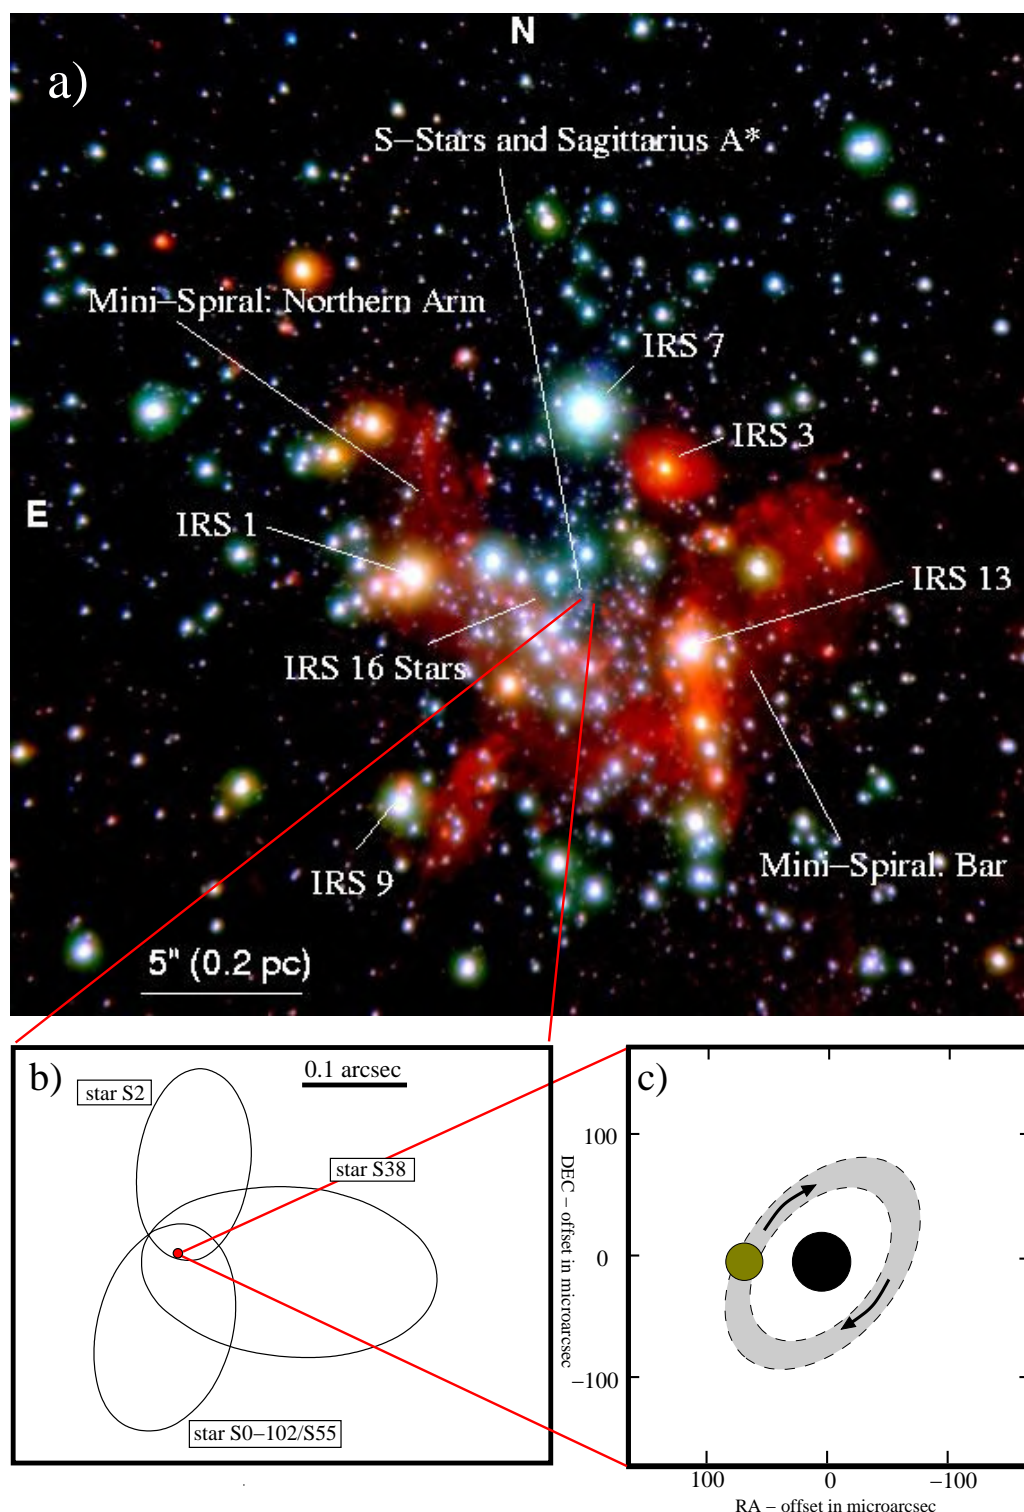 N
a)
S–Stars and Sagittarius A*
Mini–Spiral: Northern Arm
IRS 7
IRS 3
E
IRS 1
IRS 13
IRS 16 Stars
IRS 9
Mini–Spiral: Bar
5" (0.2 pc)
b)
0.1 arcsec
star S2
star S38
star S0–102/S55
c)
100
0
−100
DEC – offset in microarcsec
100
0
−100
RA – offset in microarcsec